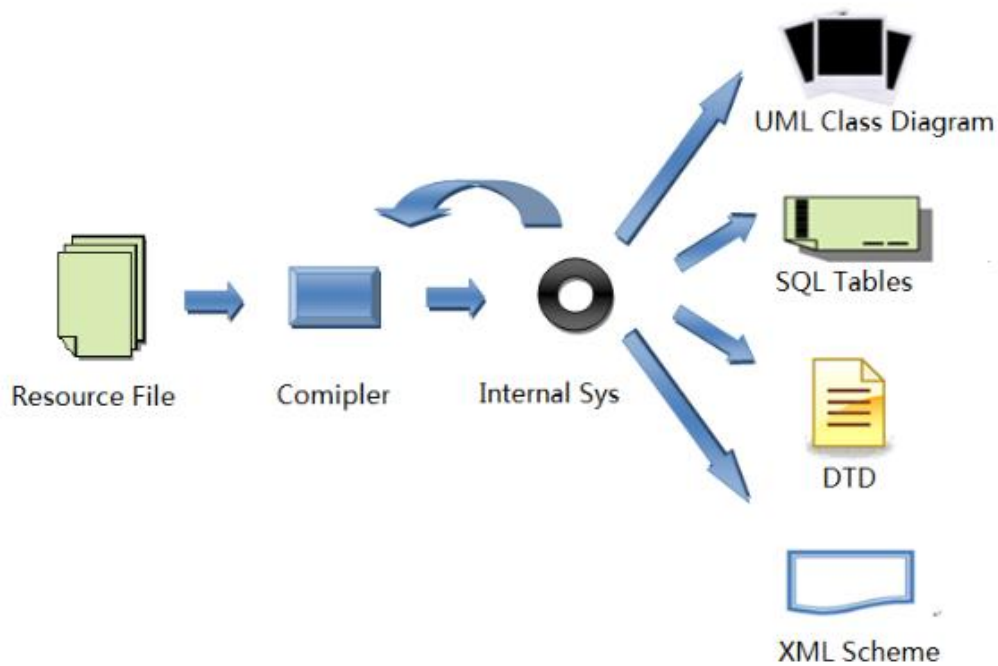 UML Class Diagram
SQL Tables
Resource File
Comipler
Internal Sys
DTD
XML Scheme